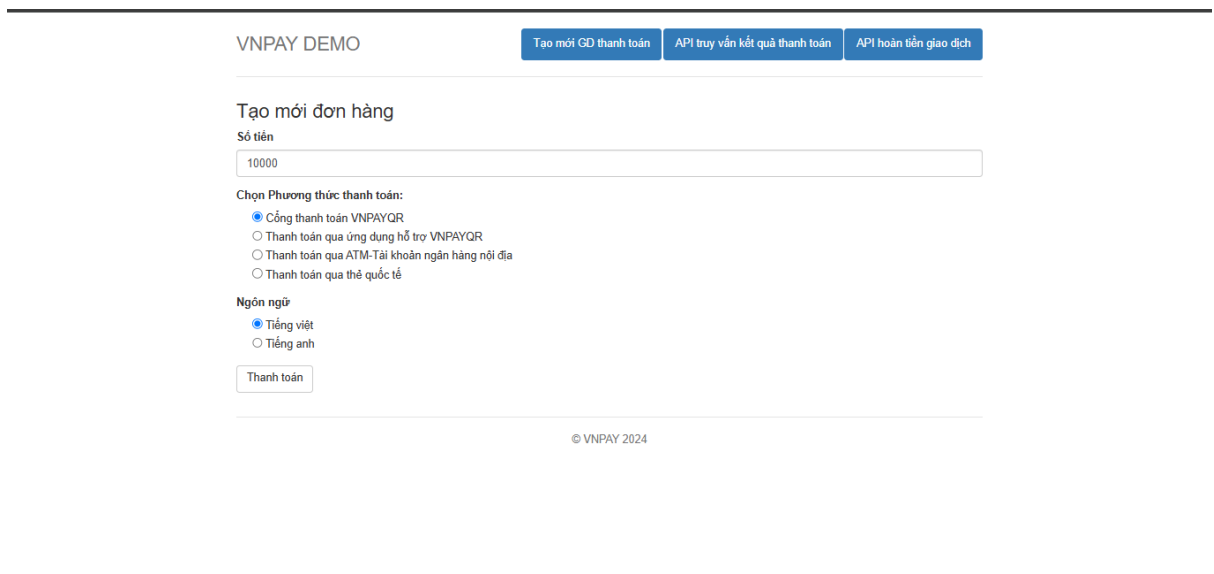 VNPAY DEMO
Tạo mới GD thanh toán
API truy vấn kết quả thanh toán
API hoàn tiền giao dịch
Tạo mới đơn hàng
Số tiền
10000
Chọn Phương thức thanh toán:
Cổng thanh toán VNPAYQR
Thanh toán qua ứng dụng hỗ trợ VNPAYQR
Thanh toán qua ATM-Tài khoản ngân hàng nội địa
Thanh toán qua thẻ quốc tế
Ngôn ngữ
Tiếng việt
Tiếng anh
Thanh toán
© VNPAY 2024